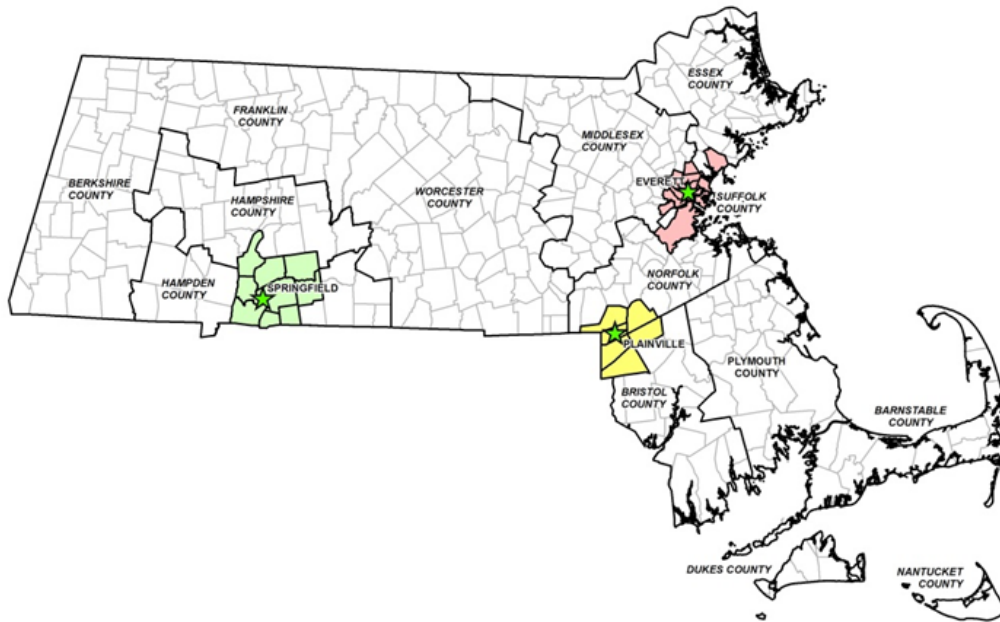 ESSEX
COUNTY
FRANKLIN
COUNTY
MIDDLESEX
COUNTY
BERKSHIRE
COUNTY
HAMPSHIRE
COUNTY
WORCESTER
COUNTY
EVERETT
SUFFOLK
COUNTY
HAMPDEN
COUNTY
SPRINGFIELD
NORFOLK
COUNTY
PLAINVILLE
PLYMOUTH
COUNTY
BRISTOL
COUNTY
BARNSTABLE
COUNTY
DUKES COUNTY
NANTUCKET
COUNTY